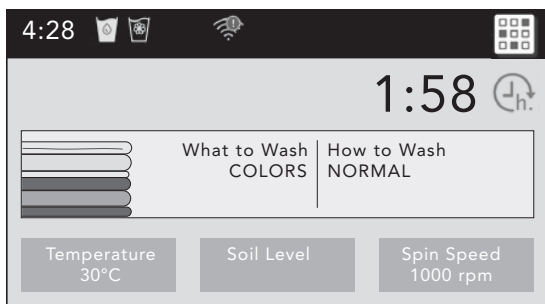 4:28
1:58 h.
What to Wash
COLORS
How to Wash
NORMAL
Temperature
30°C
Soil Level
Spin Speed
1000 rpm